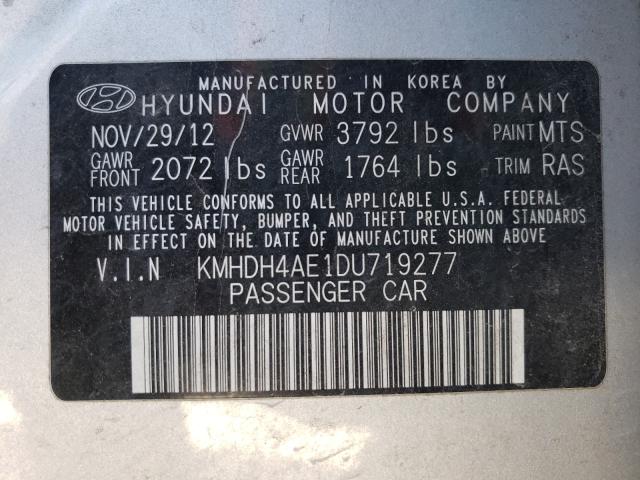 MANUFACTURED IN KOREA BY
HYUNDAI MOTOR COMPANY
NOV/29/12 GVWR 3792 lbs PAINT MTS
GAWR FRONT 2072 lbs GAWR REAR 1764 lbs TRIM RAS
THIS VEHICLE CONFORMS TO ALL APPLICABLE U.S.A. FEDERAL
MOTOR VEHICLE SAFETY, BUMPER, AND THEFT PREVENTION STANDARDS
IN EFFECT ON THE DATE OF MANUFACTURE SHOWN ABOVE
V.I.N KMHDH4AE1DU719277
PASSENGER CAR